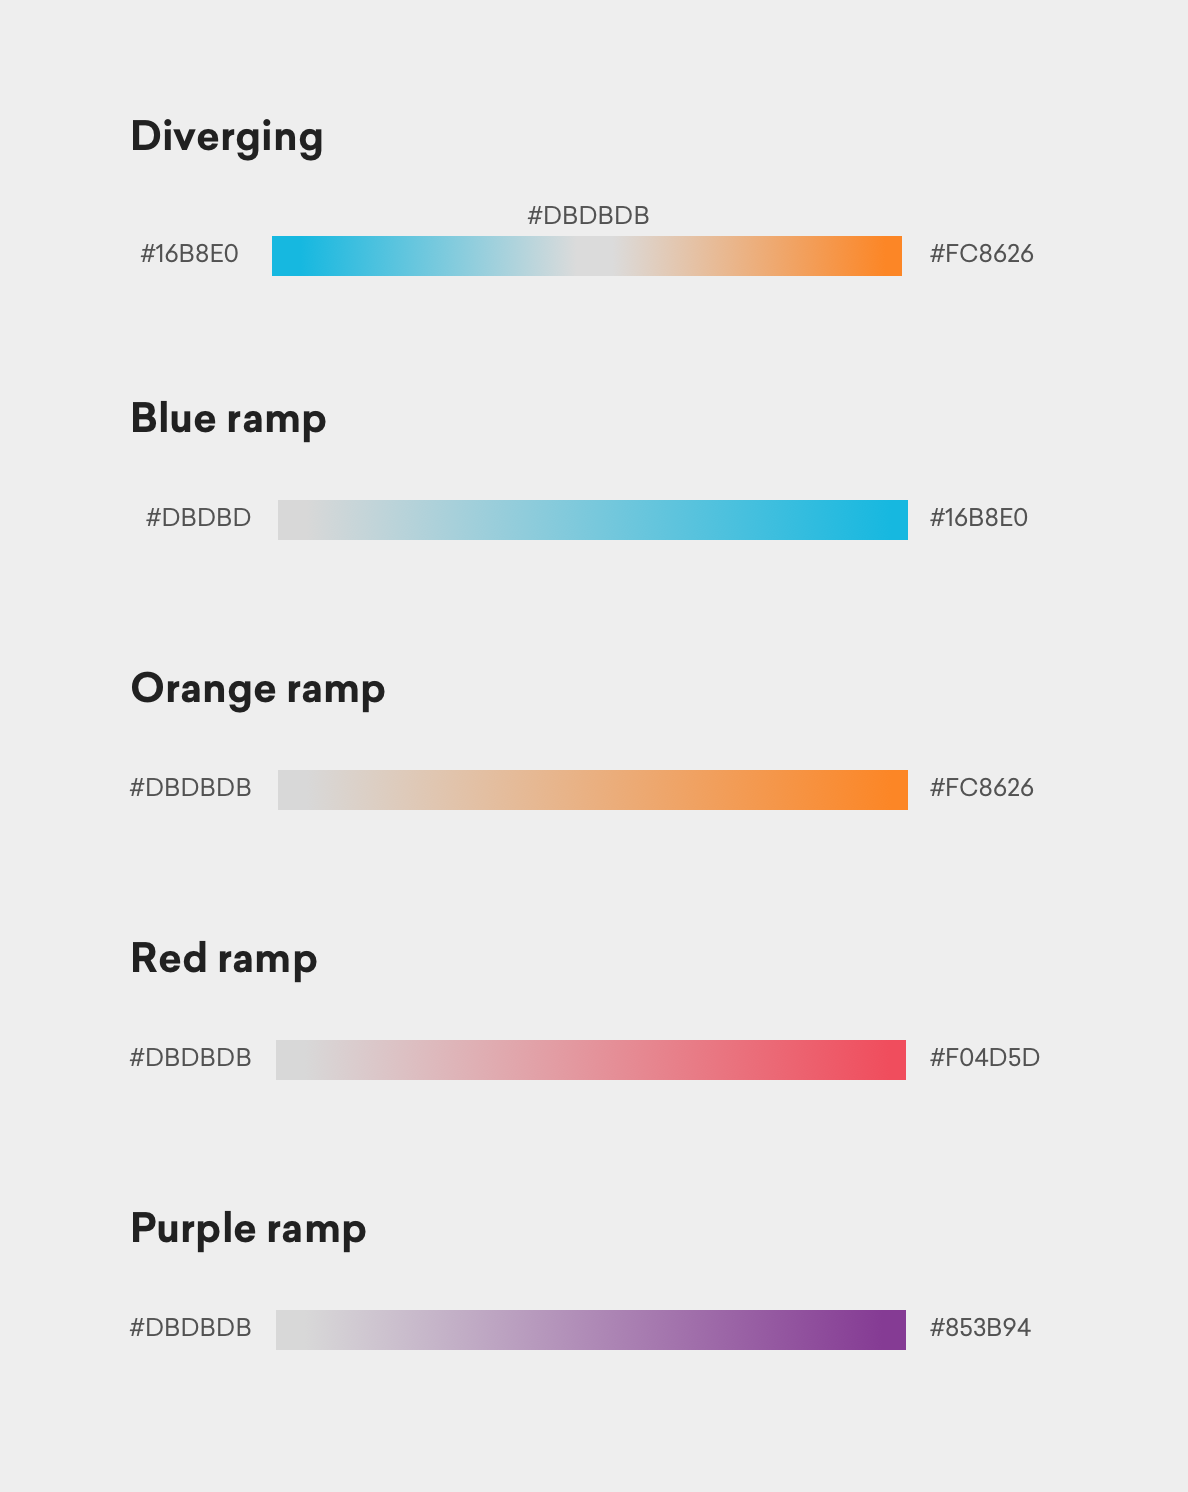 Diverging
#DBDBDB
#16B8E0
#FC8626
Blue ramp
#DBDBD
#16B8E0
Orange ramp
#DBDBDB
#FC8626
Red ramp
#DBDBDB
#F04D5D
Purple ramp
#DBDBDB
#853B94